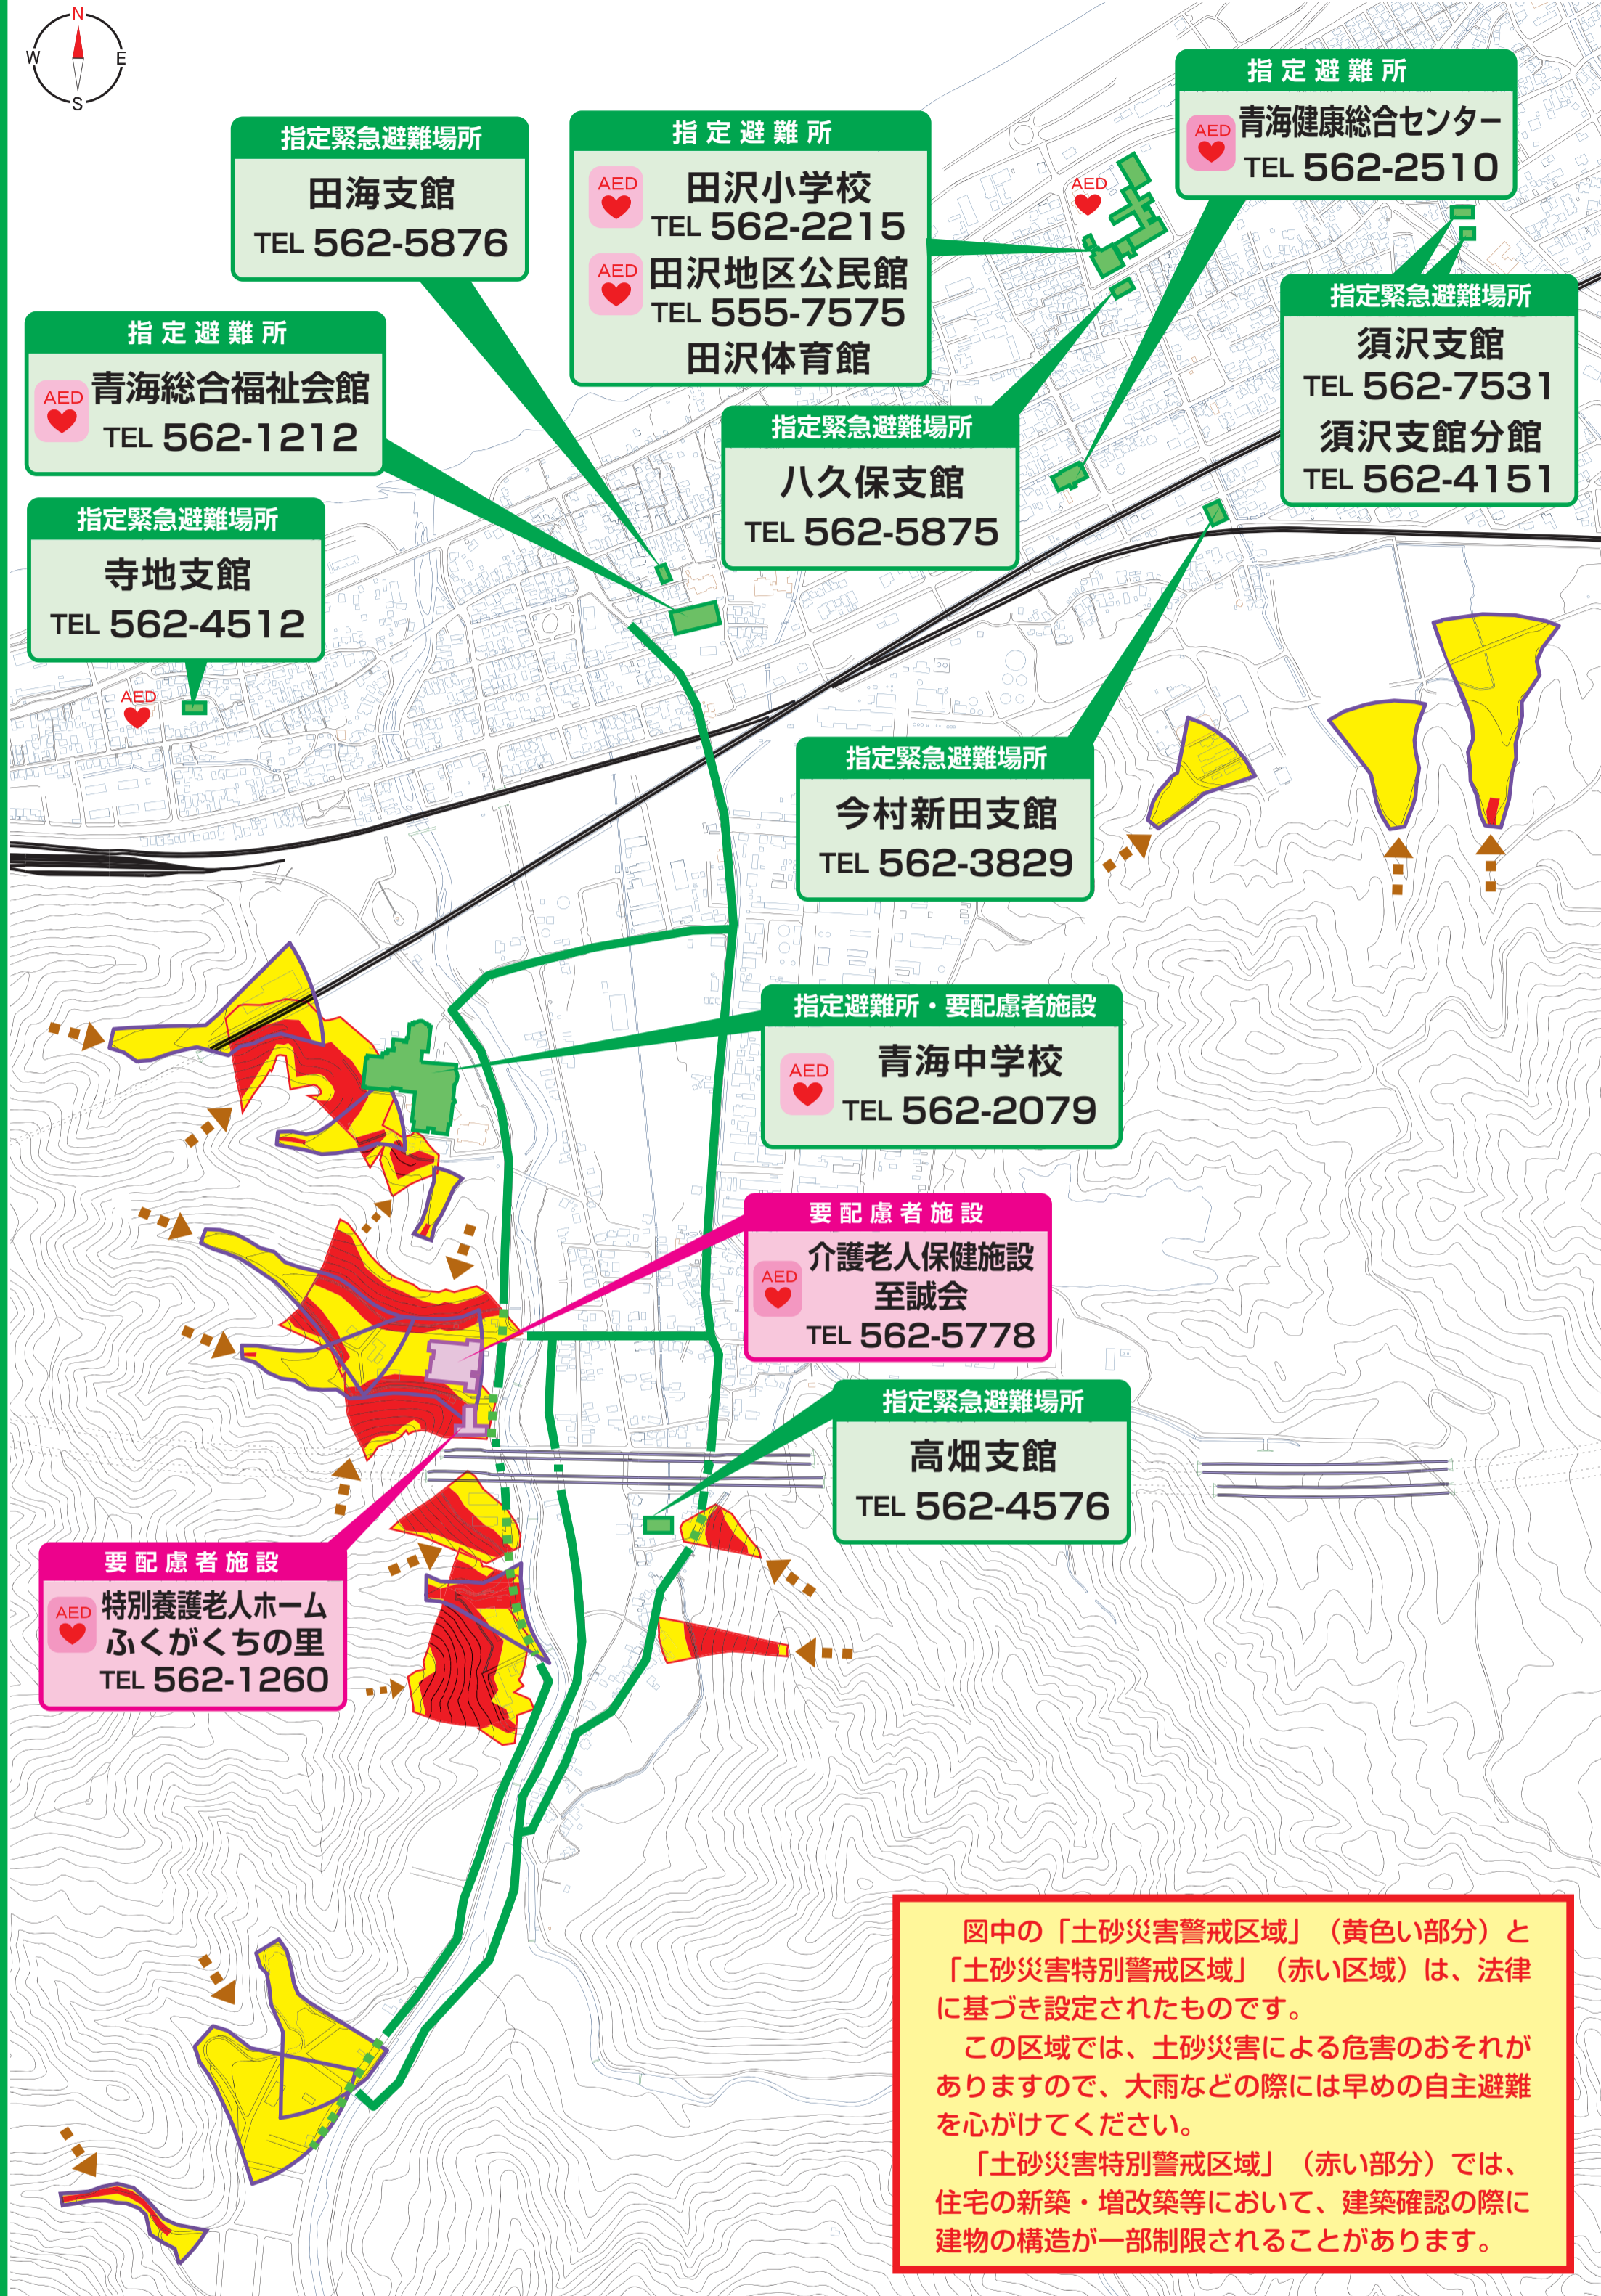 N
W
E
S
指定避難所
AED
青海健康総合センター
TEL 562-2510
指定緊急避難場所
田海支館
TEL 562-5876
指定避難所
AED
田沢小学校
TEL 562-2215
AED
田沢地区公民館
TEL 555-7575
田沢体育館
AED
指定緊急避難場所
須沢支館
TEL 562-7531
須沢支館分館
TEL 562-4151
指定避難所
AED
青海総合福祉会館
TEL 562-1212
指定緊急避難場所
八久保支館
TEL 562-5875
指定緊急避難場所
寺地支館
TEL 562-4512
AED
指定緊急避難場所
今村新田支館
TEL 562-3829
指定避難所・要配慮者施設
AED
青海中学校
TEL 562-2079
要配慮者施設
AED
介護老人保健施設
至誠会
TEL 562-5778
指定緊急避難場所
高畑支館
TEL 562-4576
要配慮者施設
AED
特別養護老人ホーム
ふくがくちの里
TEL 562-1260
図中の「土砂災害警戒区域」（黄色い部分）と
「土砂災害特別警戒区域」（赤い区域）は、法律
に基づき設定されたものです。
この区域では、土砂災害による危害のおそれが
ありますので、大雨などの際には早めの自主避難
を心がけてください。
「土砂災害特別警戒区域」（赤い部分）では、
住宅の新築・増改築等において、建築確認の際に
建物の構造が一部制限されることがあります。